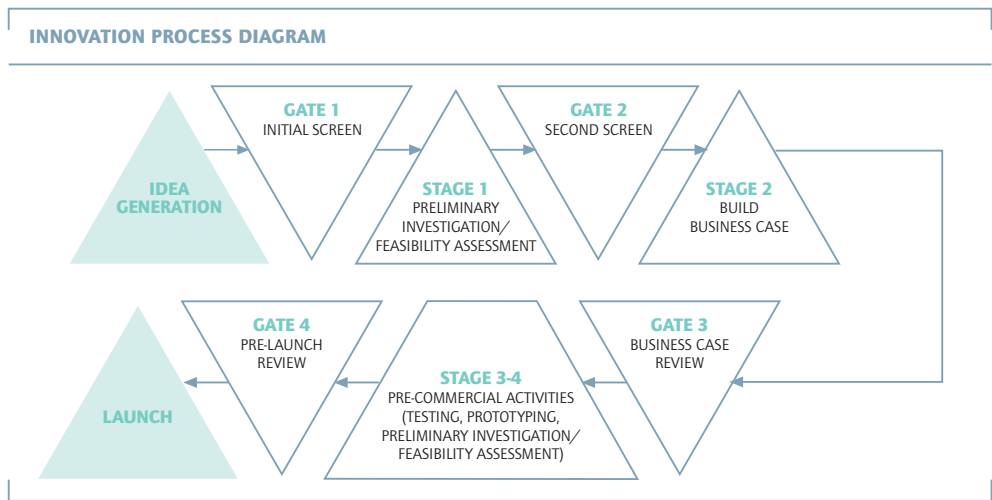 INNOVATION PROCESS DIAGRAM
IDEA
GENERATION
GATE 1
INITIAL SCREEN
STAGE 1
PRELIMINARY
INVESTIGATION/
FEASIBILITY ASSESSMENT
GATE 2
SECOND SCREEN
STAGE 2
BUILD
BUSINESS CASE
GATE 3
BUSINESS CASE
REVIEW
STAGE 3-4
PRE-COMMERCIAL ACTIVITIES
(TESTING, PROTOTYPING,
PRELIMINARY INVESTIGATION/
FEASIBILITY ASSESSMENT)
GATE 4
PRE-LAUNCH
REVIEW
LAUNCH